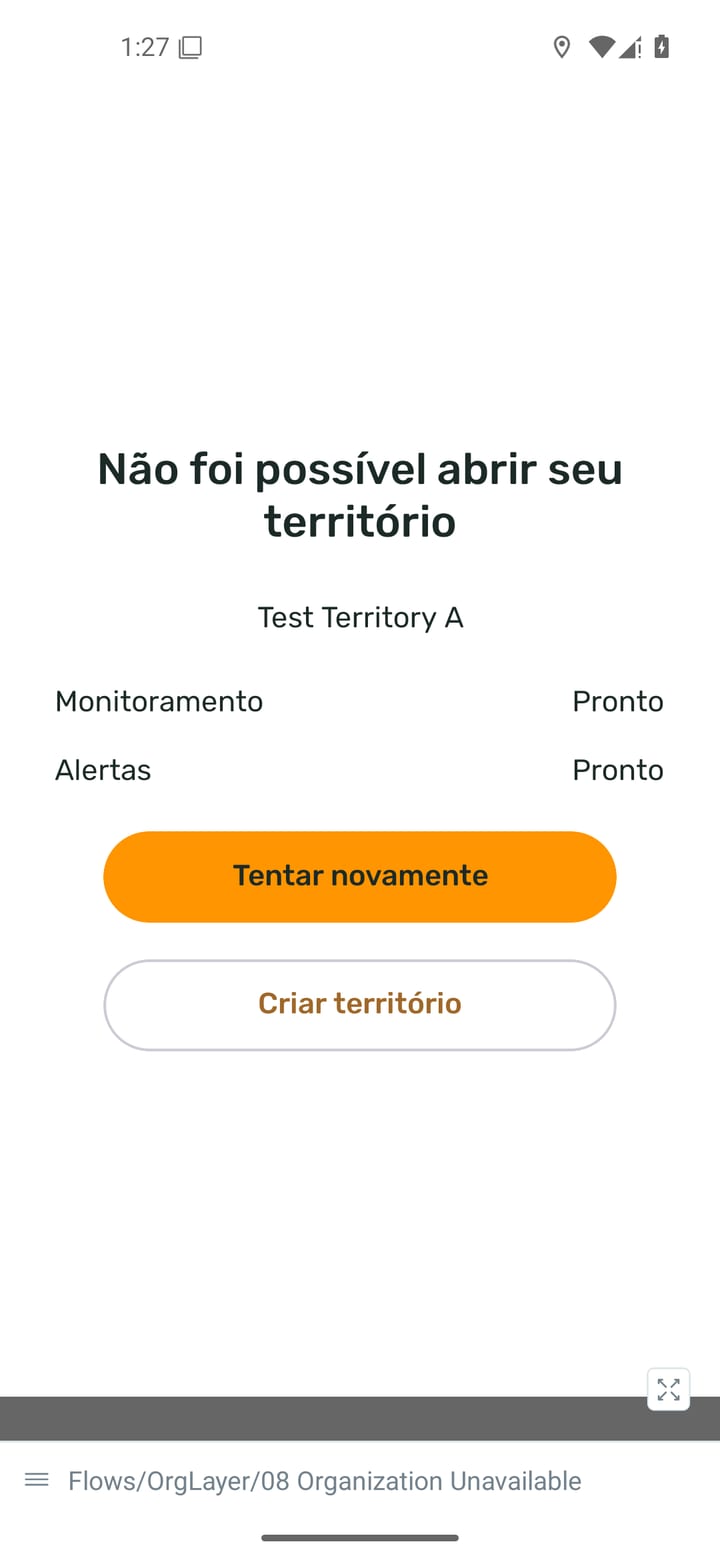 1:27
Não foi possível abrir seu
território
Test Territory A
Monitoramento Pronto
Alertas Pronto
Tentar novamente
Criar território
Flows/OrgLayer/08 Organization Unavailable